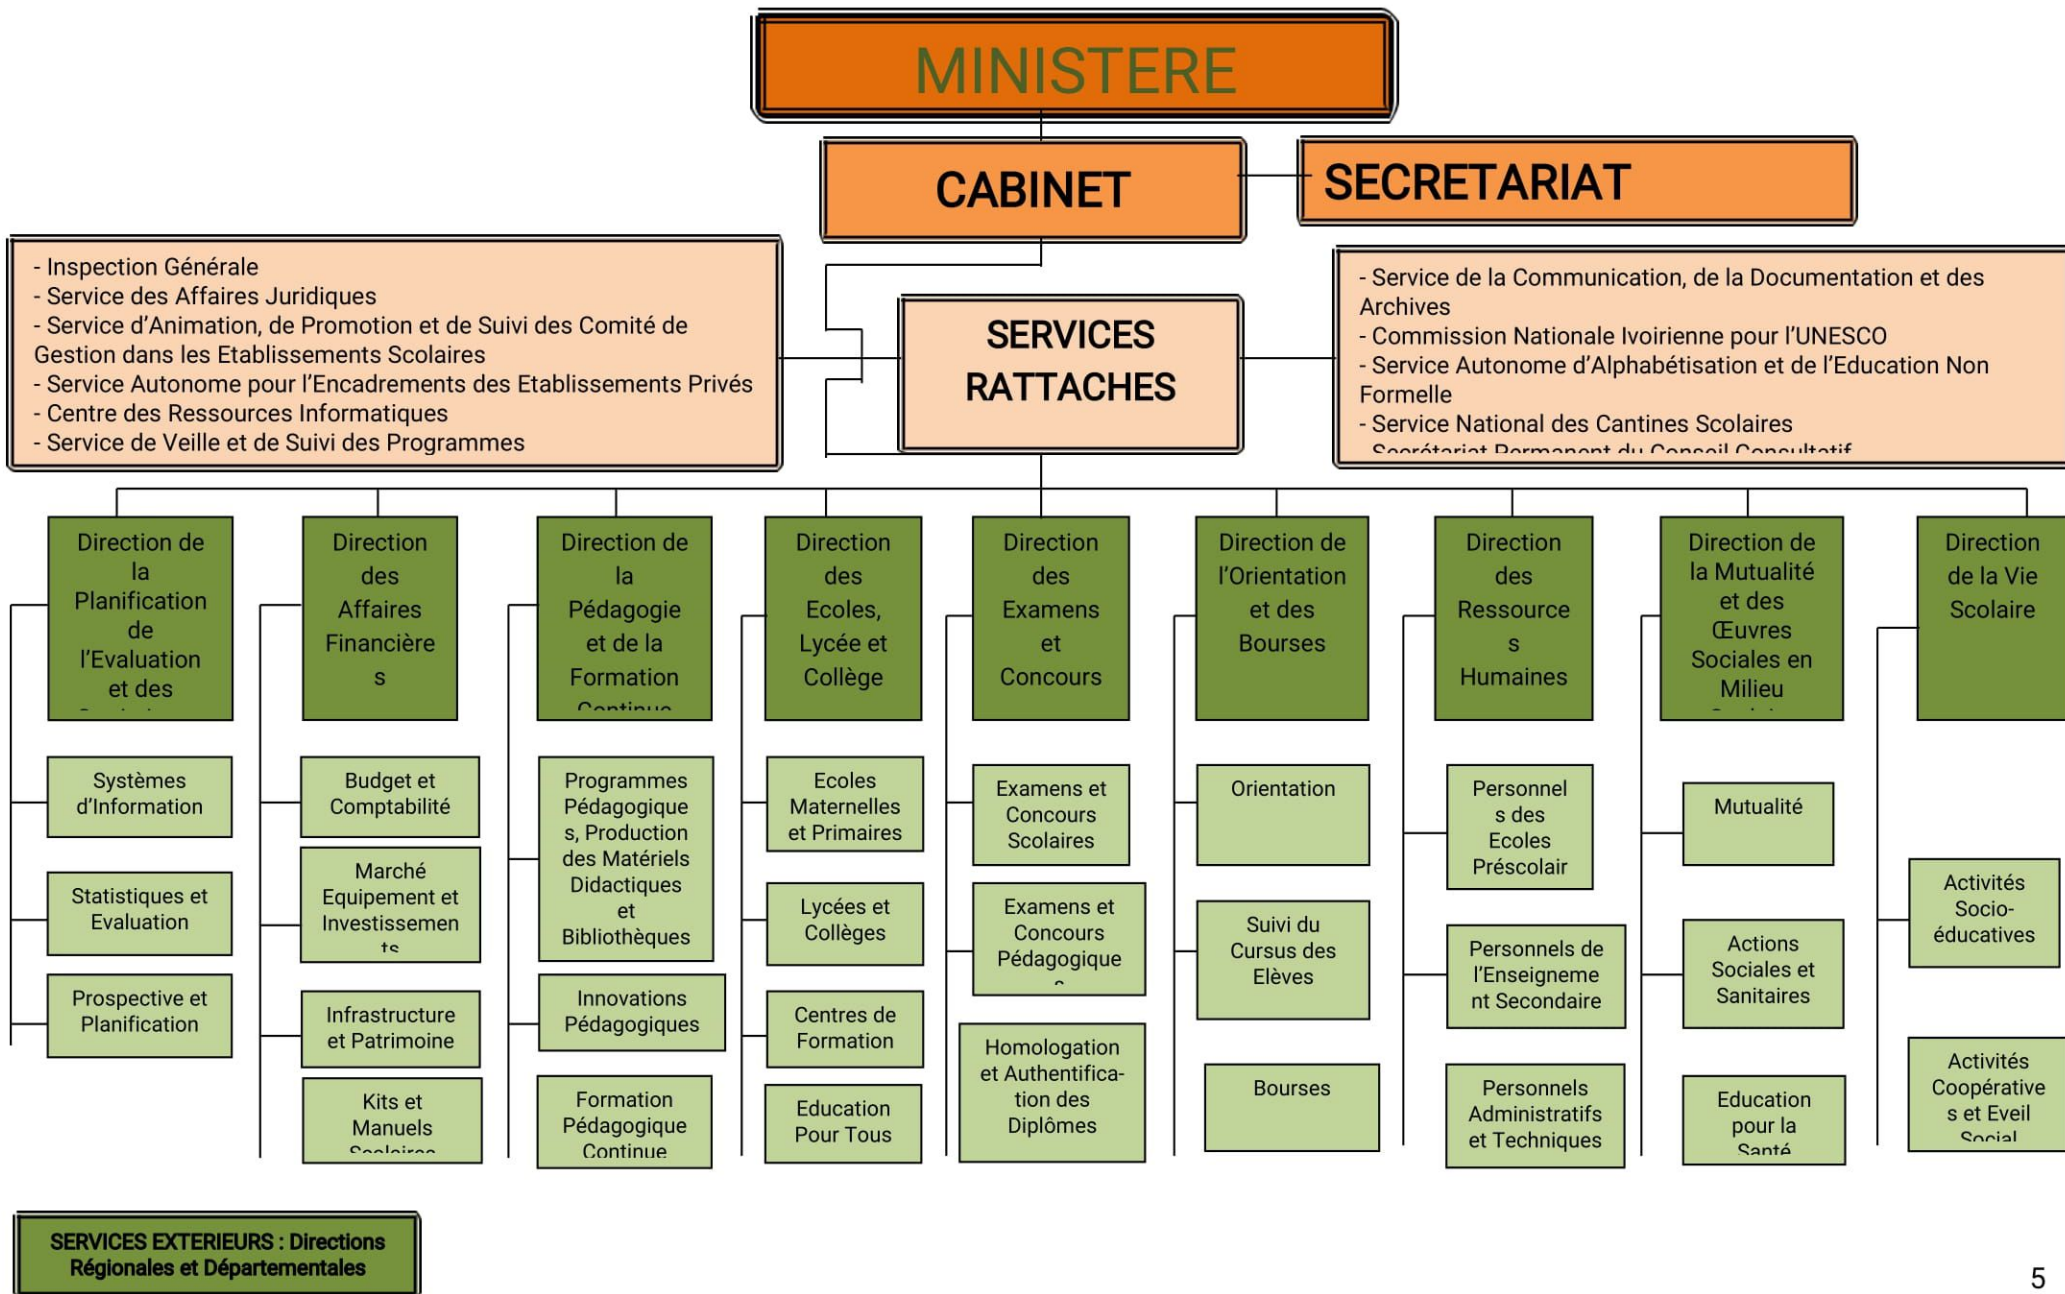 MINISTERE
CABINET
SECRETARIAT
- Inspection Générale
- Service des Affaires Juridiques
- Service d'Animation, de Promotion et de Suivi des Comité de
Gestion dans les Etablissements Scolaires
- Service Autonome pour l'Encadrements des Etablissements Privés
- Centre des Ressources Informatiques
- Service de Veille et de Suivi des Programmes
SERVICES
RATTACHES
- Service de la Communication, de la Documentation et des
Archives
- Commission Nationale Ivoirienne pour l'UNESCO
- Service Autonome d'Alphabétisation et de l'Education Non
Formelle
- Service National des Cantines Scolaires
- Secrétariat Permanent du Conseil Consultatif
Direction de
la
Planification
de
l'Evaluation
et des
Direction
des
Affaires
Financière
s
Direction de
la
Pédagogie
et de la
Formation
Continue
Direction
des
Ecoles,
Lycée et
Collège
Direction
des
Examens
et
Concours
Direction de
l'Orientation
et des
Bourses
Direction
des
Ressource
s
Humaines
Direction de
la Mutualité
et des
Œuvres
Sociales en
Milieu
Direction
de la Vie
Scolaire
Systèmes
d'Information
Statistiques et
Evaluation
Prospective et
Planification
Budget et
Comptabilité
Marché
Equipement et
Investissemen
ts
Infrastructure
et Patrimoine
Kits et
Manuels
Scolaires
Programmes
Pédagogique
s, Production
des Matériels
Didactiques
et
Bibliothèques
Innovations
Pédagogiques
Formation
Pédagogique
Continue
Ecoles
Maternelles
et Primaires
Lycées et
Collèges
Centres de
Formation
Education
Pour Tous
Examens et
Concours
Scolaires
Examens et
Concours
Pédagogique
s
Homologation
et Authentifica-
tion des
Diplômes
Orientation
Suivi du
Cursus des
Elèves
Bourses
Personnel
s des
Ecoles
Préscolair
Personnels de
l'Enseigneme
nt Secondaire
Personnels
Administratifs
et Techniques
Mutualité
Actions
Sociales et
Sanitaires
Education
pour la
Santé
Activités
Socio-
éducatives
Activités
Coopérative
s et Eveil
Social
SERVICES EXTERIEURS : Directions
Régionales et Départementales
5